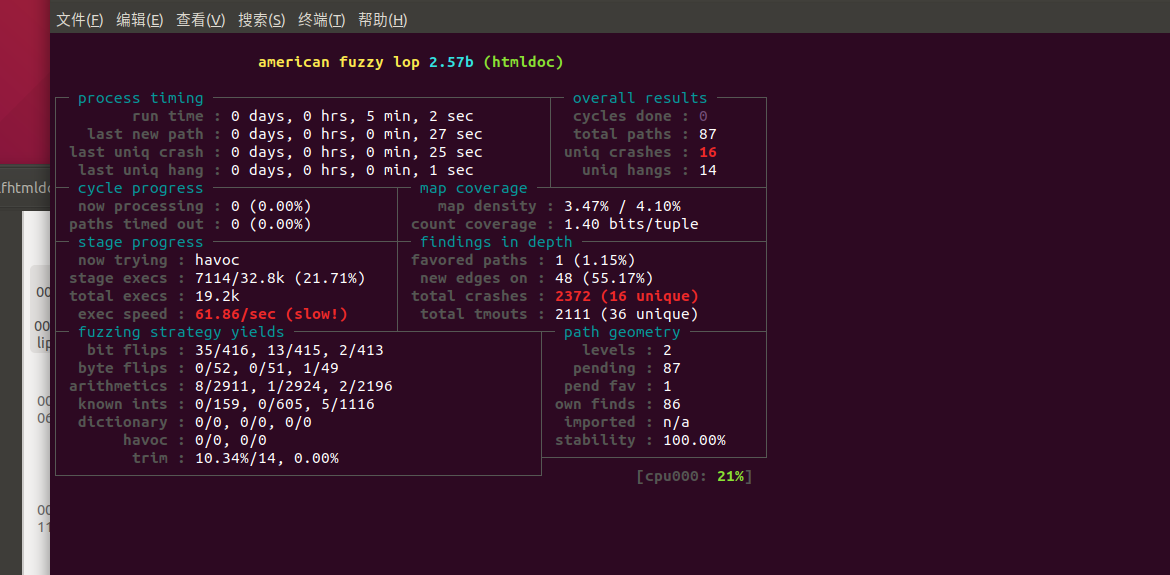 文件(F) 编辑(E) 查看(V) 搜索(S) 终端(T) 帮助(H)
american fuzzy lop 2.57b (htmldoc)
process timing overall results
run time : 0 days, 0 hrs, 5 min, 2 sec cycles done : 0
last new path : 0 days, 0 hrs, 0 min, 27 sec total paths : 87
last uniq crash : 0 days, 0 hrs, 0 min, 25 sec uniq crashes : 16
last uniq hang : 0 days, 0 hrs, 0 min, 1 sec uniq hangs : 14
cycle progress map coverage
now processing : 0 (0.00%) map density : 3.47% / 4.10%
paths timed out : 0 (0.00%) count coverage : 1.40 bits/tuple
stage progress findings in depth
now trying : havoc favored paths : 1 (1.15%)
stage execs : 7114/32.8k (21.71%) new edges on : 48 (55.17%)
total execs : 19.2k total crashes : 2372 (16 unique)
exec speed : 61.86/sec (slow!) total tmouts : 2111 (36 unique)
fuzzing strategy yields path geometry
bit flips : 35/416, 13/415, 2/413 levels : 2
byte flips : 0/52, 0/51, 1/49 pending : 87
arithmetics : 8/2911, 1/2924, 2/2196 pend fav : 1
known ints : 0/159, 0/605, 5/1116 own finds : 86
dictionary : 0/0, 0/0, 0/0 imported : n/a
havoc : 0/0, 0/0 stability : 100.00%
trim : 10.34%/14, 0.00%
[cpu000: 21%]